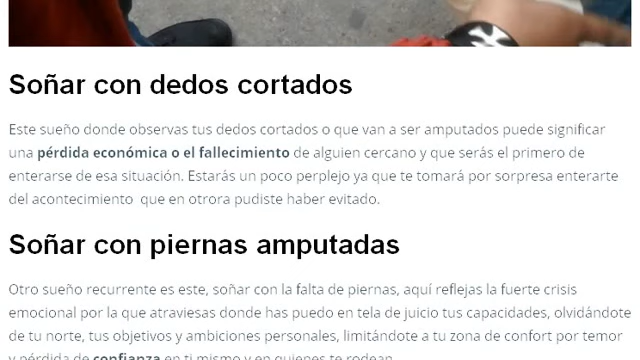 Soñar con dedos cortados
Este sueño donde observas tus dedos cortados o que van a ser amputados puede significar
una pérdida económica o el fallecimiento de alguien cercano y que serás el primero de
enterarse de esa situación. Estarás un poco perplejo ya que te tomará por sorpresa enterarte
del acontecimiento que en otrora pudiste haber evitado.
Soñar con piernas amputadas
Otro sueño recurrente es este, soñar con la falta de piernas, aquí reflejas la fuerte crisis
emocional por la que atraviesas donde has puedo en tela de juicio tus capacidades, olvidándote
de tu norte, tus objetivos y ambiciones personales, limitándote a tu zona de confort por temor
y pérdida de confianza en ti mismo y en quienes te rodean.